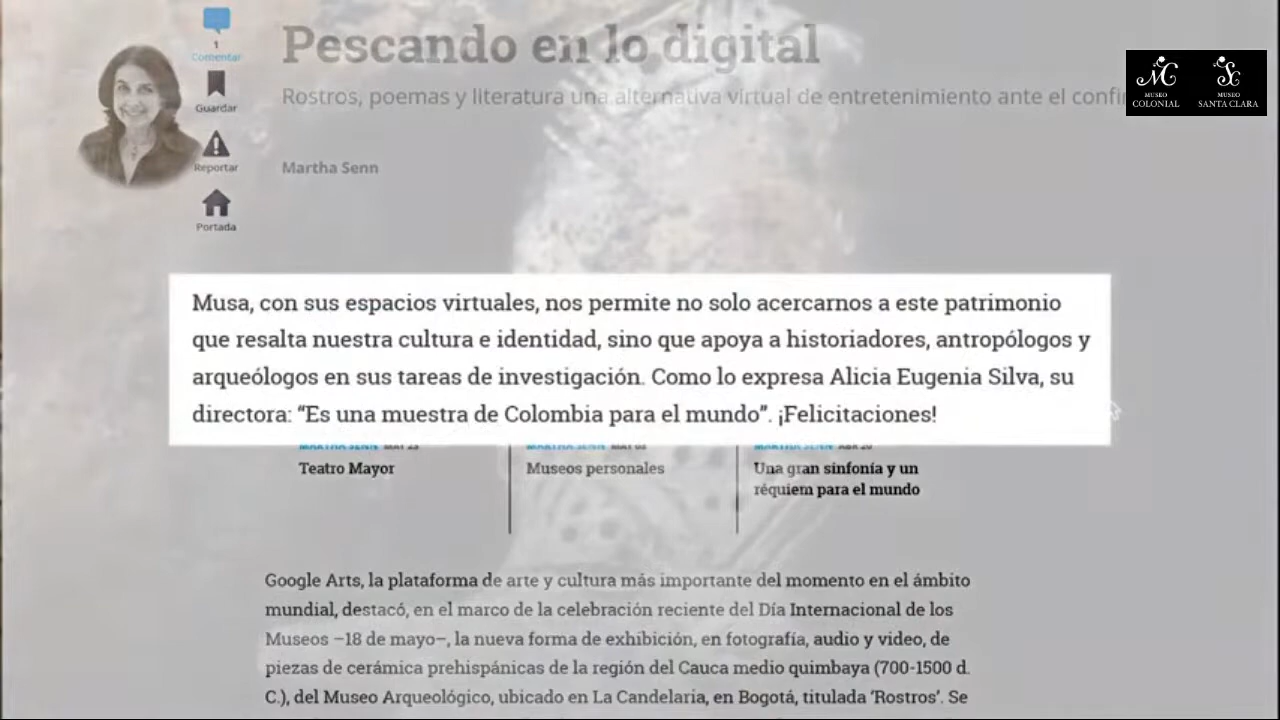 1
Comentar
Guardar
Reportar
Portada
Pescando en lo digital
Rostros, poemas y literatura una alternativa virtual de entretenimiento ante el
Martha Senn
MUSEO
COLONIAL
MUSEO
SANTA CLARA
Musa, con sus espacios virtuales, nos permite no solo acercarnos a este patrimonio
que resalta nuestra cultura e identidad, sino que apoya a historiadores, antropólogos y
arqueólogos en sus tareas de investigación. Como lo expresa Alicia Eugenia Silva, su
directora: “Es una muestra de Colombia para el mundo”. ¡Felicitaciones!
MARTHA SENN
Teatro Mayor
MARTHA SENN
Museos personales
MARTHA SENN
Una gran sinfonía y un
réquiem para el mundo
Google Arts, la plataforma de arte y cultura más importante del momento en el ámbito
mundial, destacó, en el marco de la celebración reciente del Día Internacional de los
Museos –18 de mayo–, la nueva forma de exhibición, en fotografía, audio y video, de
piezas de cerámica prehispánicas de la región del Cauca medio quimbaya (700-1500 d.
C.), del Museo Arqueológico, ubicado en La Candelaria, en Bogotá, titulada ‘Rostros’. Se